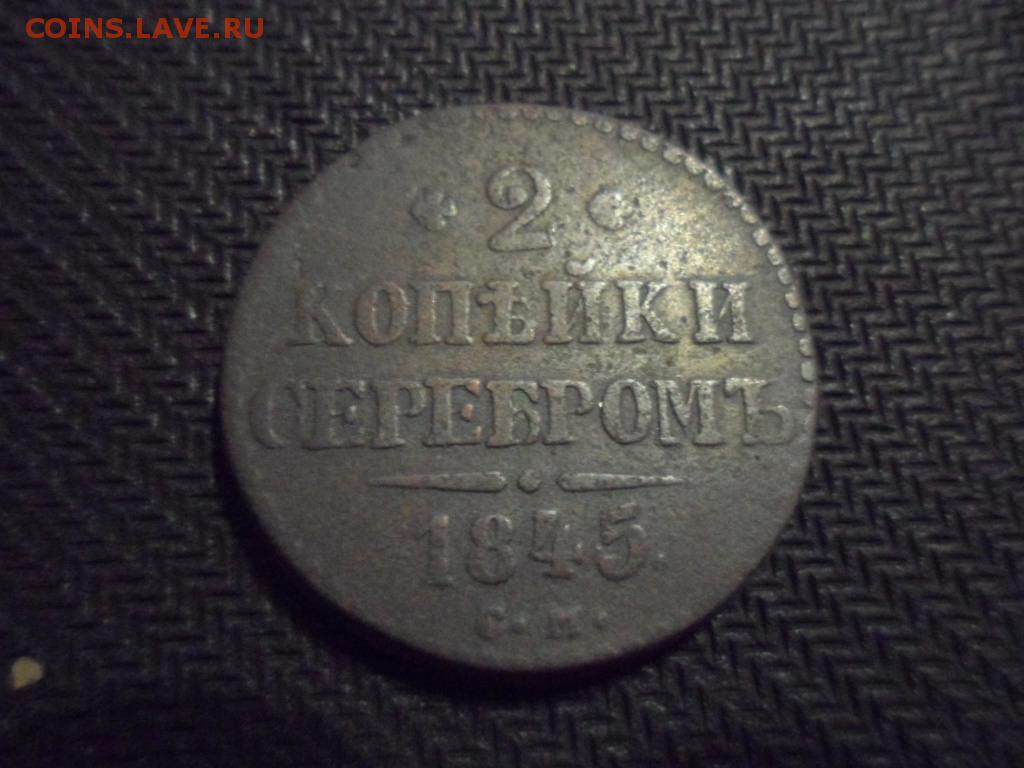 COINS.LAVE.RU
2
КОПѢЙКИ
СЕРЕБРОМЪ
1845.
С. М.